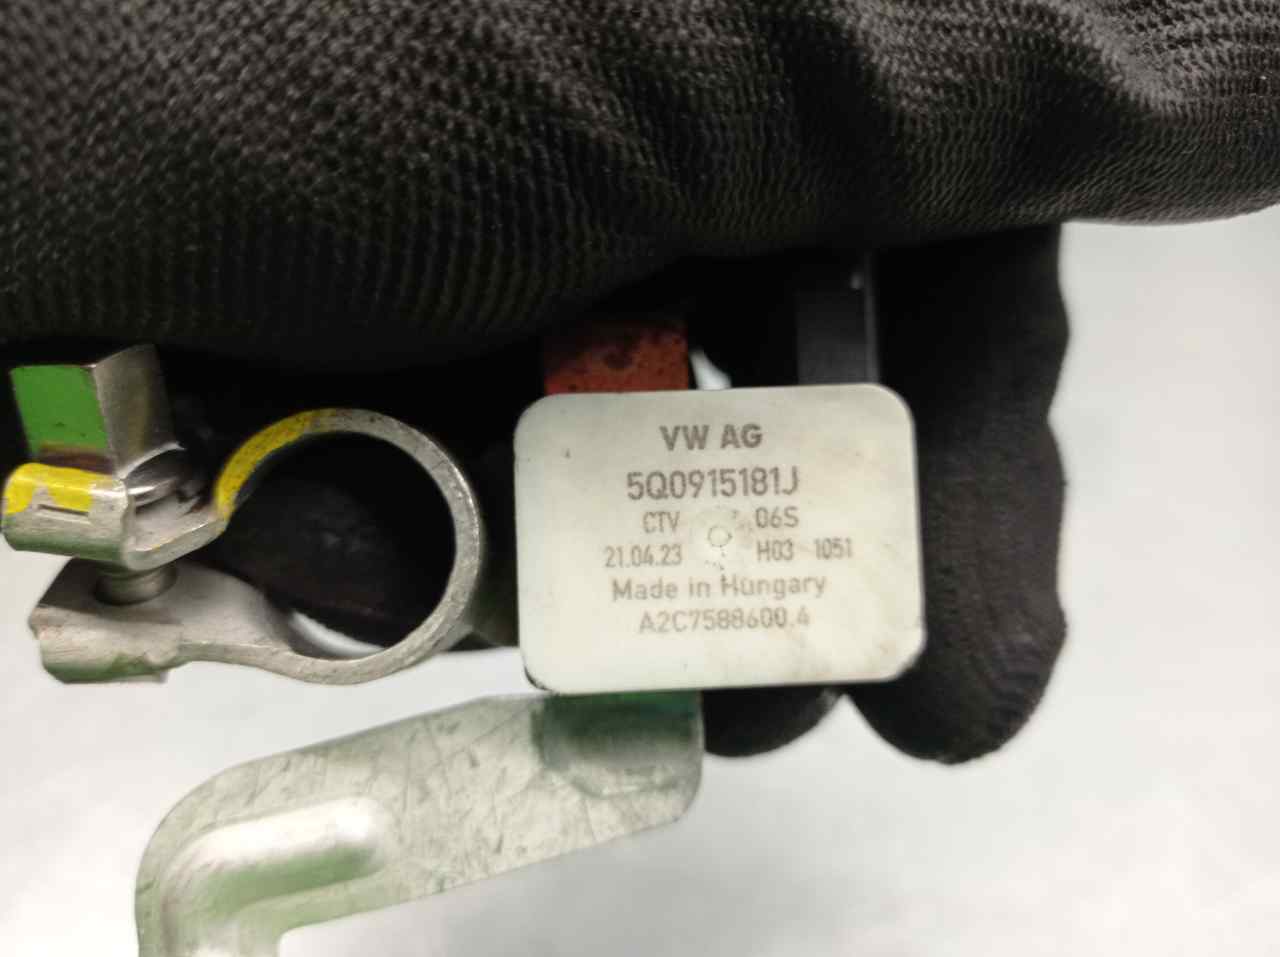 VW AG
5Q0915181J
CTV 06S
21.04.23 H03 1051
Made in Hungary
A2C7588600.4